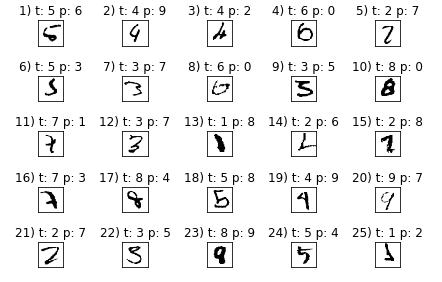 1) t: 5 p: 6 2) t: 4 p: 9 3) t: 4 p: 2 4) t: 6 p: 0 5) t: 2 p: 7
6) t: 5 p: 3 7) t: 3 p: 7 8) t: 6 p: 0 9) t: 3 p: 5 10) t: 8 p: 0
11) t: 7 p: 1 12) t: 3 p: 7 13) t: 1 p: 8 14) t: 2 p: 6 15) t: 2 p: 8
16) t: 7 p: 3 17) t: 8 p: 4 18) t: 5 p: 8 19) t: 4 p: 9 20) t: 9 p: 7
21) t: 2 p: 7 22) t: 3 p: 5 23) t: 8 p: 9 24) t: 5 p: 4 25) t: 1 p: 2